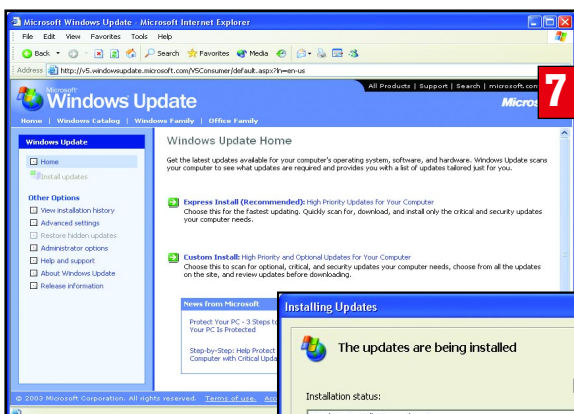 Microsoft Windows Update - Microsoft Internet Explorer
File Edit View Favorites Tools Help
Back Search Favorites Media
Address http://v5.windowsupdate.microsoft.com/VSConsumer/default.aspx?ln=en-us
All Products | Support | Search | microsoft.com
7
Microsoft
Windows Update
Micros
Home | Windows Catalog | Windows Family | Office Family
Windows Update
Home
Install updates
Other Options
View installation history
Advanced settings
Restore hidden updates
Administrator options
Help and support
About Windows Update
Release information
Windows Update Home
Get the latest updates available for your computer's operating system, software, and hardware. Windows Update scans
your computer to see what updates are required and provides you with a list of updates tailored just for you.
Express Install (Recommended): High Priority Updates for Your Computer
Choose this for the fastest updating. Quickly scan for, download, and install only the critical and security updates
your computer needs.
Custom Install: High Priority and Optional Updates for Your Computer
Choose this to scan for optional, critical, and security updates your computer needs, choose from all the updates
on the site, and review updates before downloading.
News from Microsoft
Protect Your PC - 3 Steps to
Your PC Is Protected
Step-by-Step: Help Protect
Computer with Critical Upda
© 2003 Microsoft Corporation. All rights reserved. Terms of use. Acc
Installing Updates
The updates are being installed
Installation status: